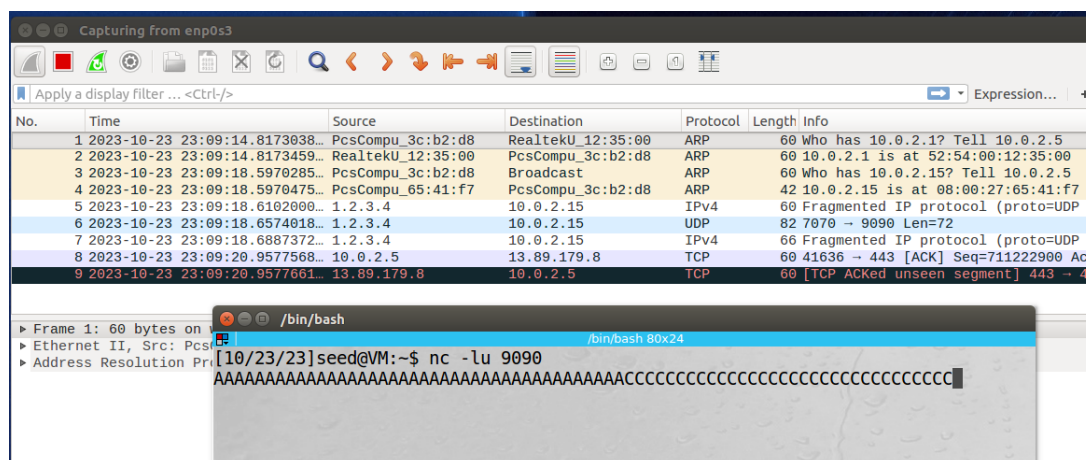 Capturing from enp0s3
Apply a display filter … <Ctrl-/>
Expression…
+
No. Time Source Destination Protocol Length Info
1 2023-10-23 23:09:14.8173038… PcsCompu_3c:b2:d8 RealtekU_12:35:00 ARP 60 Who has 10.0.2.1? Tell 10.0.2.5
2 2023-10-23 23:09:14.8173459… RealtekU_12:35:00 PcsCompu_3c:b2:d8 ARP 60 10.0.2.1 is at 52:54:00:12:35:00
3 2023-10-23 23:09:18.5970285… PcsCompu_3c:b2:d8 Broadcast ARP 60 Who has 10.0.2.15? Tell 10.0.2.5
4 2023-10-23 23:09:18.5970475… PcsCompu_65:41:f7 PcsCompu_3c:b2:d8 ARP 42 10.0.2.15 is at 08:00:27:65:41:f7
5 2023-10-23 23:09:18.6102000… 1.2.3.4 10.0.2.15 IPv4 60 Fragmented IP protocol (proto=UDP
6 2023-10-23 23:09:18.6574018… 1.2.3.4 10.0.2.15 UDP 82 7070 → 9090 Len=72
7 2023-10-23 23:09:18.6887372… 1.2.3.4 10.0.2.15 IPv4 66 Fragmented IP protocol (proto=UDP
8 2023-10-23 23:09:20.9577568… 10.0.2.5 13.89.179.8 TCP 60 41636 → 443 [ACK] Seq=711222900 Ac
9 2023-10-23 23:09:20.9577661… 13.89.179.8 10.0.2.5 TCP 60 [TCP ACKed unseen segment] 443 → 4
Frame 1: 60 bytes on
Ethernet II, Src: Pcs
Address Resolution Pr
/bin/bash
/bin/bash 80x24
[10/23/23]seed@VM:~$ nc -lu 9090
AAAAAAAAAAAAAAAAAAAAAAAAAAAAAAAAAAAAAAAACCCCCCCCCCCCCCCCCCCCCCCCCCCCCCCC